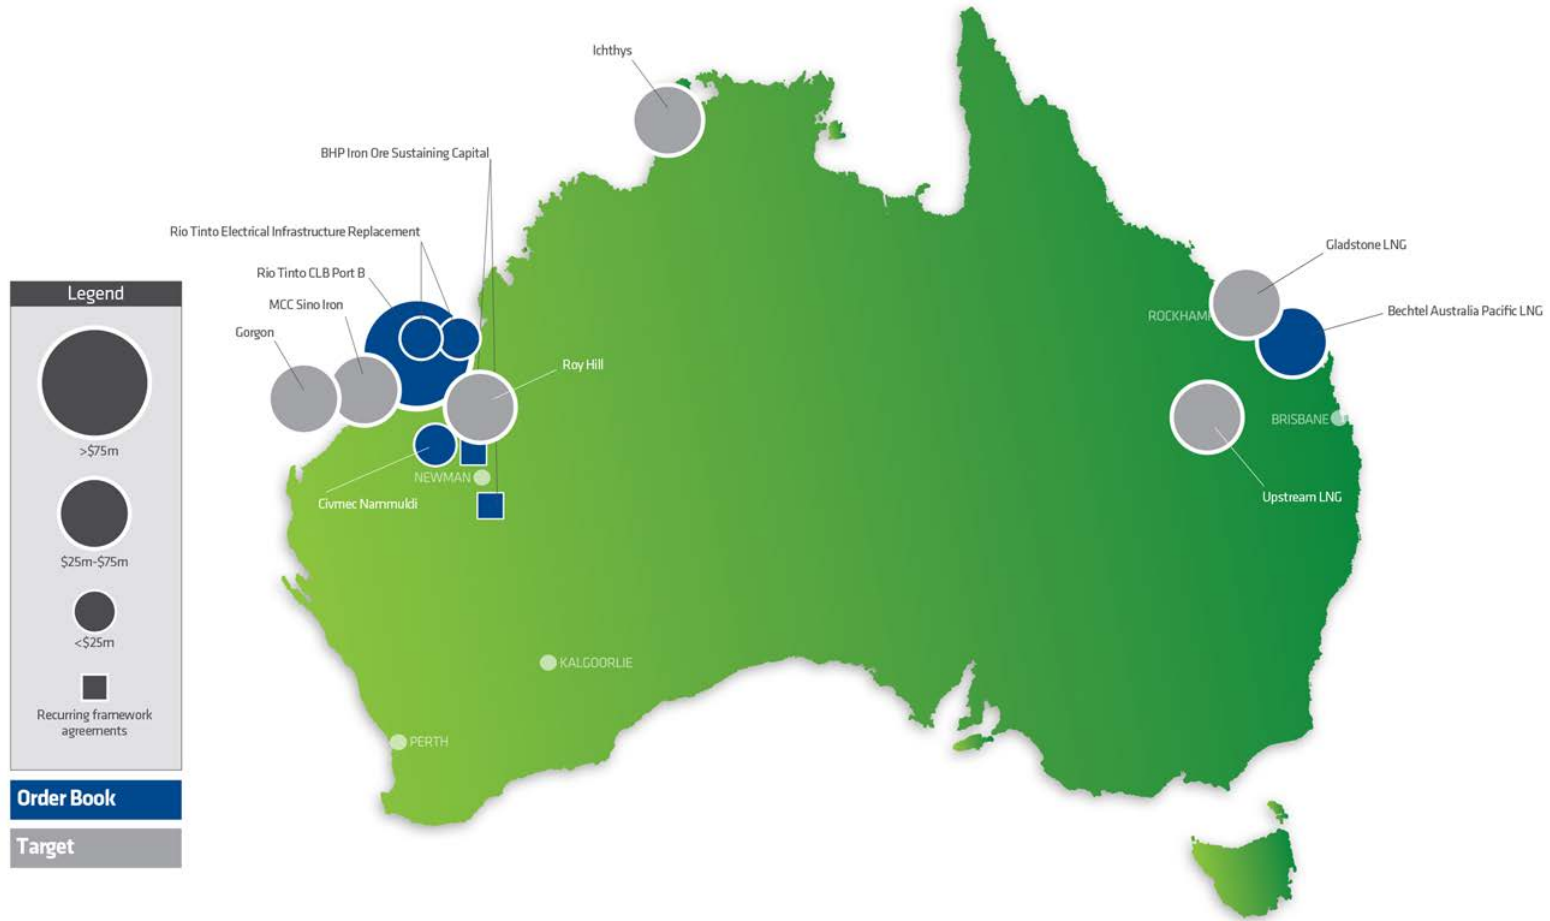 Ichthys
BHP Iron Ore Sustaining Capital
Rio Tinto Electrical Infrastructure Replacement
Rio Tinto CLB Port B
MCC Sino Iron
Gorgon
Roy Hill
Civmec Nammuldi
NEWMAN
KALGOORLIE
PERTH
Gladstone LNG
ROCKHAM
Bechtel Australia Pacific LNG
BRISBANE
Upstream LNG
Legend
>$75m
$25m-$75m
<$25m
Recurring framework
agreements
Order Book
Target